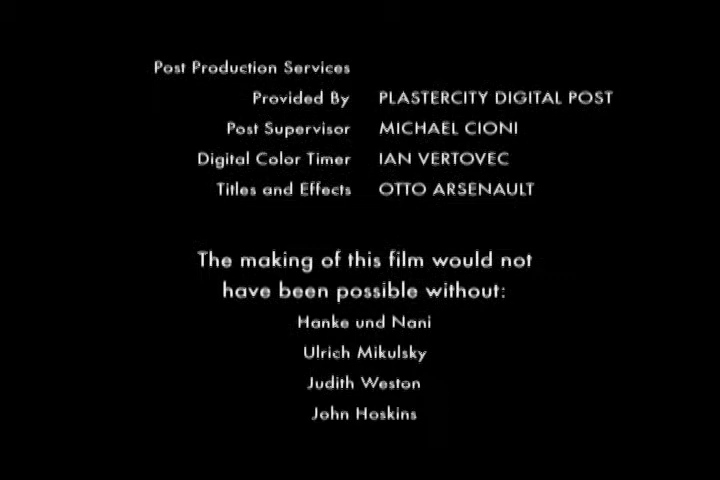 Post Production Services
Provided By PLASTERCITY DIGITAL POST
Post Supervisor MICHAEL CIONI
Digital Color Timer IAN VERTOVEC
Titles and Effects OTTO ARSENAULT
The making of this film would not
have been possible without:
Hanke und Nani
Ulrich Mikulsky
Judith Weston
John Hoskins